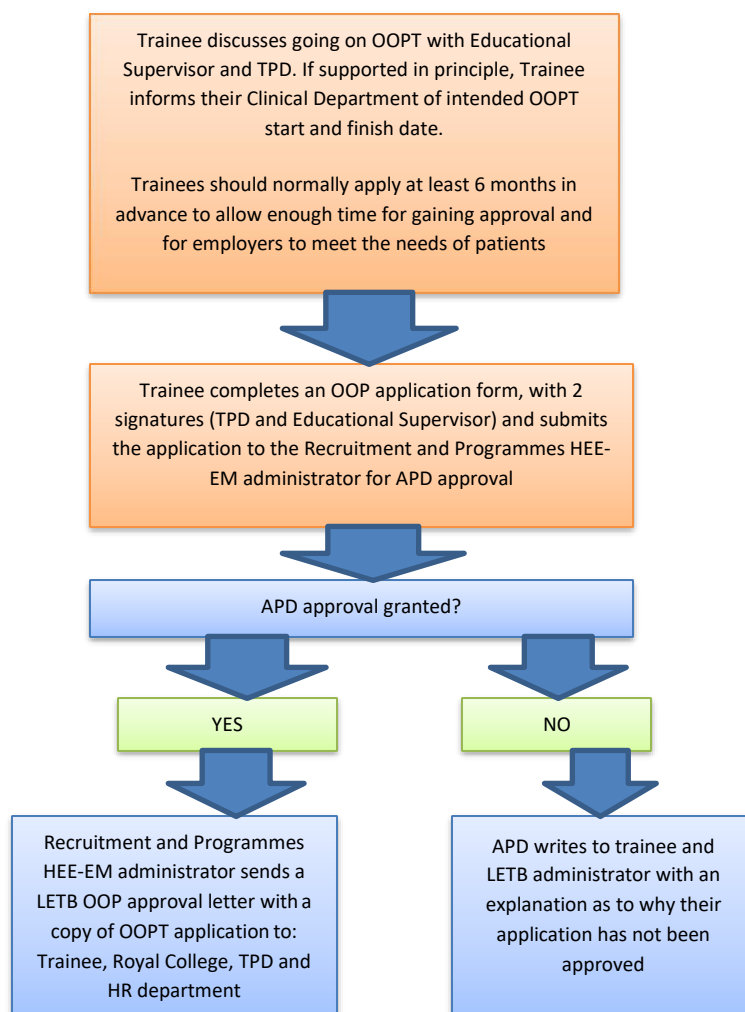 Trainee discusses going on OOPT with Educational
Supervisor and TPD. If supported in principle, Trainee
informs their Clinical Department of intended OOPT
start and finish date.
Trainees should normally apply at least 6 months in
advance to allow enough time for gaining approval and
for employers to meet the needs of patients
Trainee completes an OOP application form, with 2
signatures (TPD and Educational Supervisor) and submits
the application to the Recruitment and Programmes HEE-
EM administrator for APD approval
APD approval granted?
YES
NO
Recruitment and Programmes
HEE-EM administrator sends a
LETB OOP approval letter with a
copy of OOPT application to:
Trainee, Royal College, TPD and
HR department
APD writes to trainee and
LETB administrator with an
explanation as to why their
application has not been
approved